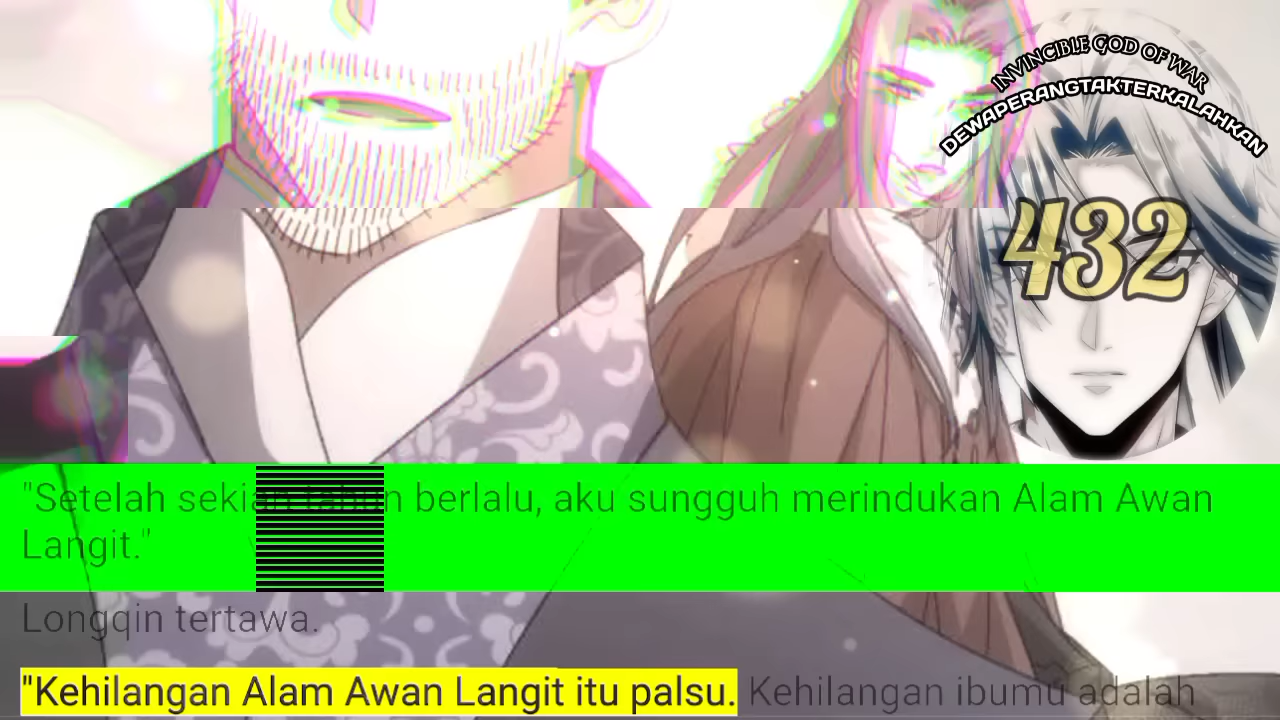 INVINCIBLE GOD OF WAR
DEWAPERANGTAKTERKALAHKAN
432
"Setelah sekian tahun berlalu, aku sungguh merindukan Alam Awan
Langit."
Longqin tertawa.
"Kehilangan Alam Awan Langit itu palsu. Kehilangan ibumu adalah